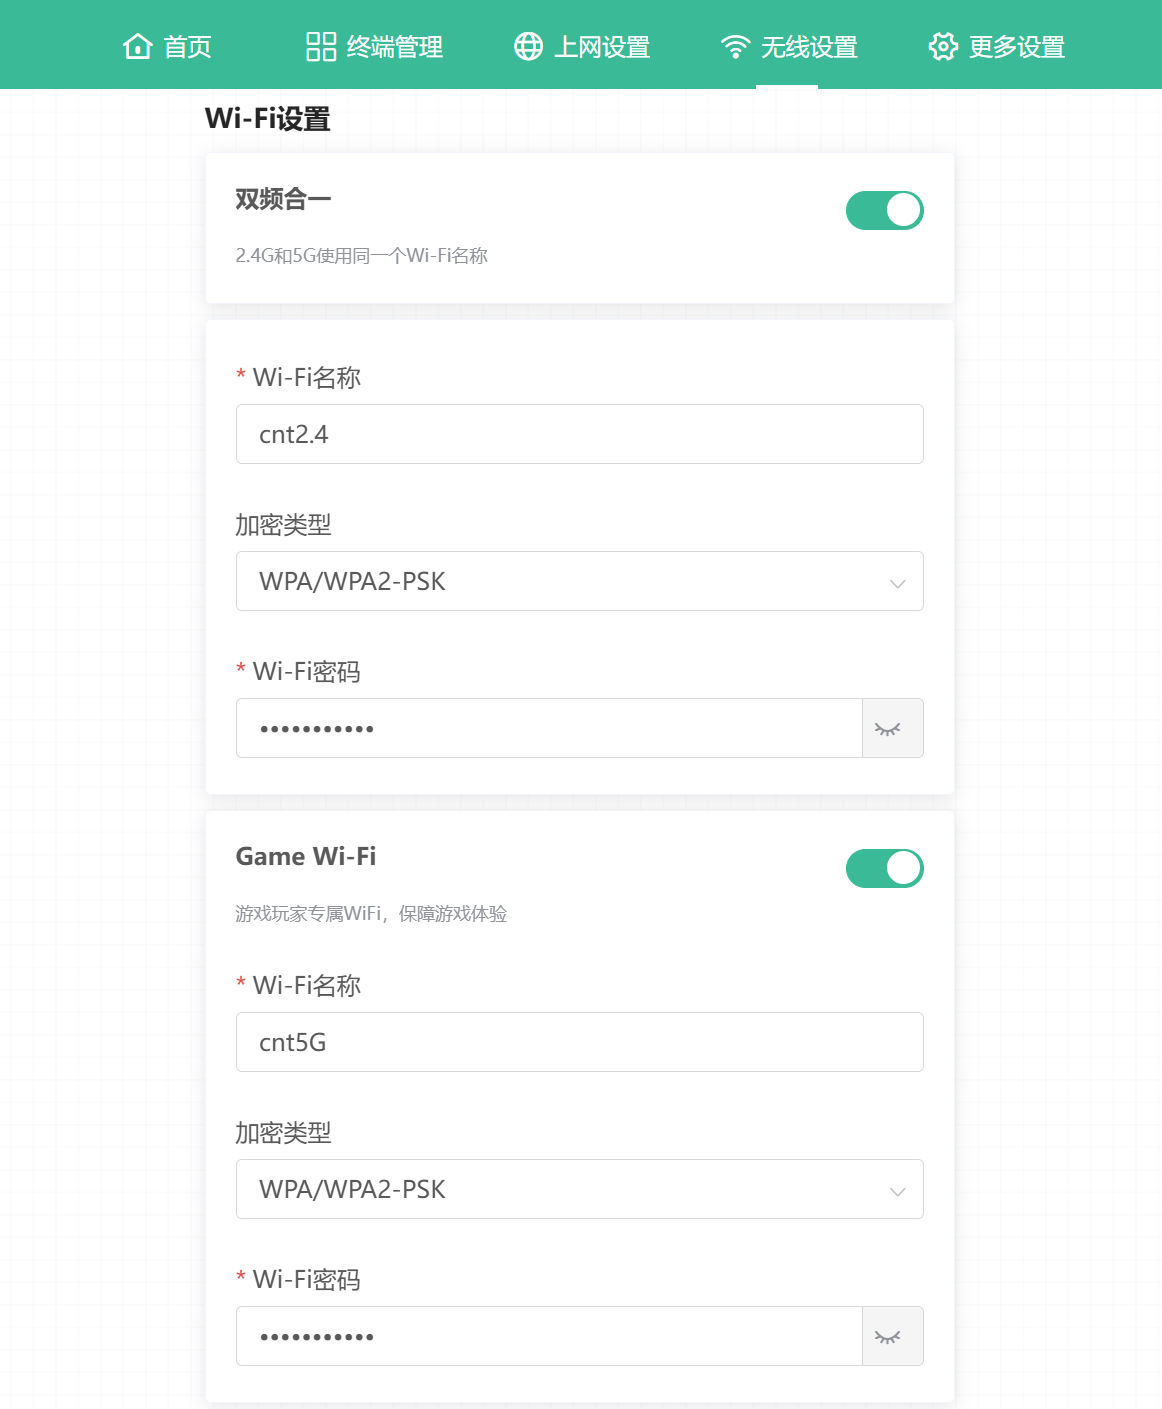 首页 终端管理 上网设置 无线设置 更多设置
Wi-Fi设置
双频合一
2.4G和5G使用同一个Wi-Fi名称
* Wi-Fi名称
cnt2.4
加密类型
WPA/WPA2-PSK
* Wi-Fi密码
•••••••••••
Game Wi-Fi
游戏玩家专属WiFi，保障游戏体验
* Wi-Fi名称
cnt5G
加密类型
WPA/WPA2-PSK
* Wi-Fi密码
•••••••••••